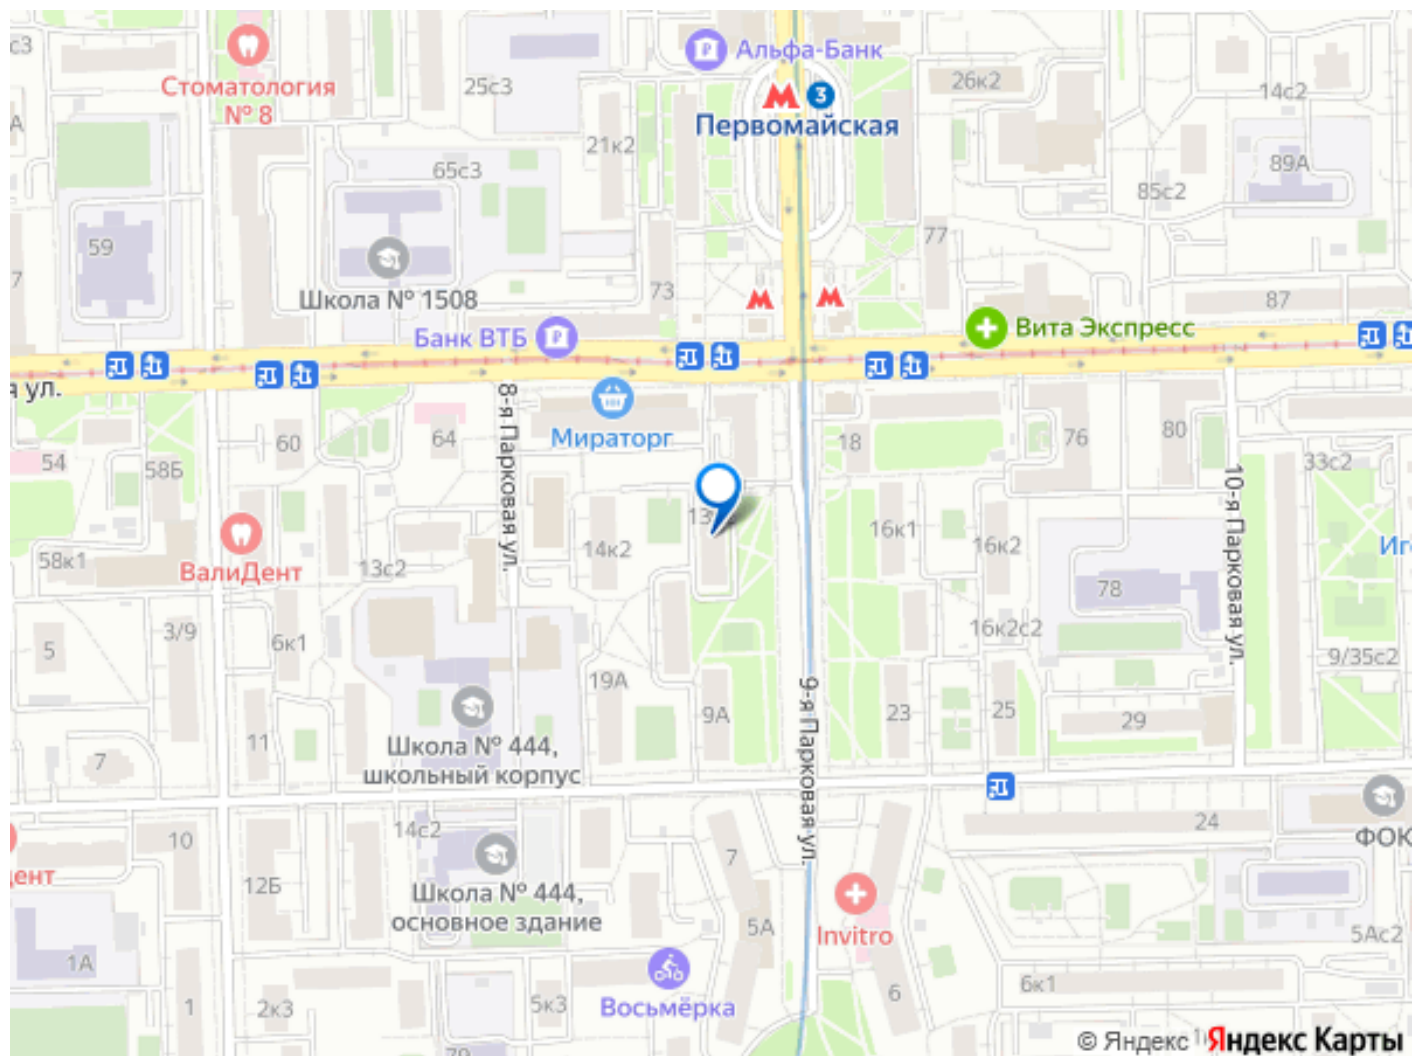 с3
Стоматология
№ 8
25с3
Альфа-Банк
3
Первомайская
26к2
14с2
21к2
65с3
85с2
89А
59
77
Школа № 1508
73
87
Банк ВТБ
Вита Экспресс
я ул.
8-я Парковая ул.
Мираторг
60
64
18
76
80
54
58Б
33с2
10-я Парковая ул.
16к1
16к2
14к2
58к1
ВалиДент
13с2
78
3/9
6к1
16к2с2
5
9/35с2
19А
9А
23
25
29
9-я Парковая ул.
11
7
Школа № 444,
школьный корпус
14с2
10
24
ФОК
дент
12Б
7
Школа № 444,
основное здание
5А
Invitro
5Ас2
1А
Восьмёрка
6к1
1
2к3
5к3
6
79
© Яндекс
Яндекс Карты